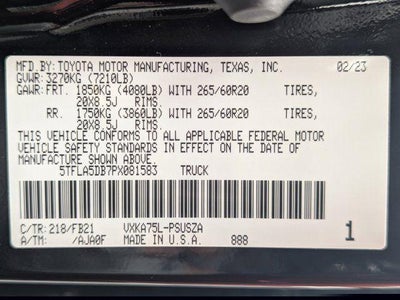 MFD.BY: TOYOTA MOTOR MANUFACTURING, TEXAS, INC. 02/23
GVWR: 3270KG (7210LB)
GAWR: FRT. 1850KG (4080LB) WITH 265/60R20 TIRES,
20X8.5J RIMS.
RR. 1750KG (3860LB) WITH 265/60R20 TIRES,
20X8.5J RIMS.
THIS VEHICLE CONFORMS TO ALL APPLICABLE FEDERAL MOTOR
VEHICLE SAFETY STANDARDS IN EFFECT ON THE DATE OF
MANUFACTURE SHOWN ABOVE.
5TFLA5DB7PX081583 TRUCK
C/TR: 218/FB21 VXKA75L-PSUSZA
A/TM: /AJA0F MADE IN U.S.A. 888 1